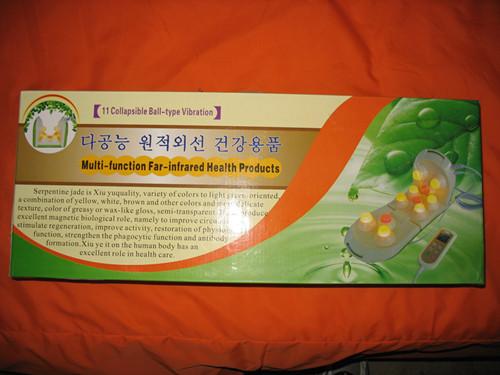 【11 Collapsible Ball-type Vibration】
다공능 원적외선 건강용품
Multi-function Far-infrared Health Products
Serpentine jade is Xiu yuquality, variety of colors to light green. oriented,
a combination of yellow, white, brown and other colors and more delicate
texture, color of greasy or wax-like gloss, semi-transparent. produce
excellent magnetic biological role, namely to improve
stimulate regeneration, improve activity, restoration of
function, strengthen the phagocytic function and antibody
formation.Xiu ye it on the human body has an
excellent role in health care.